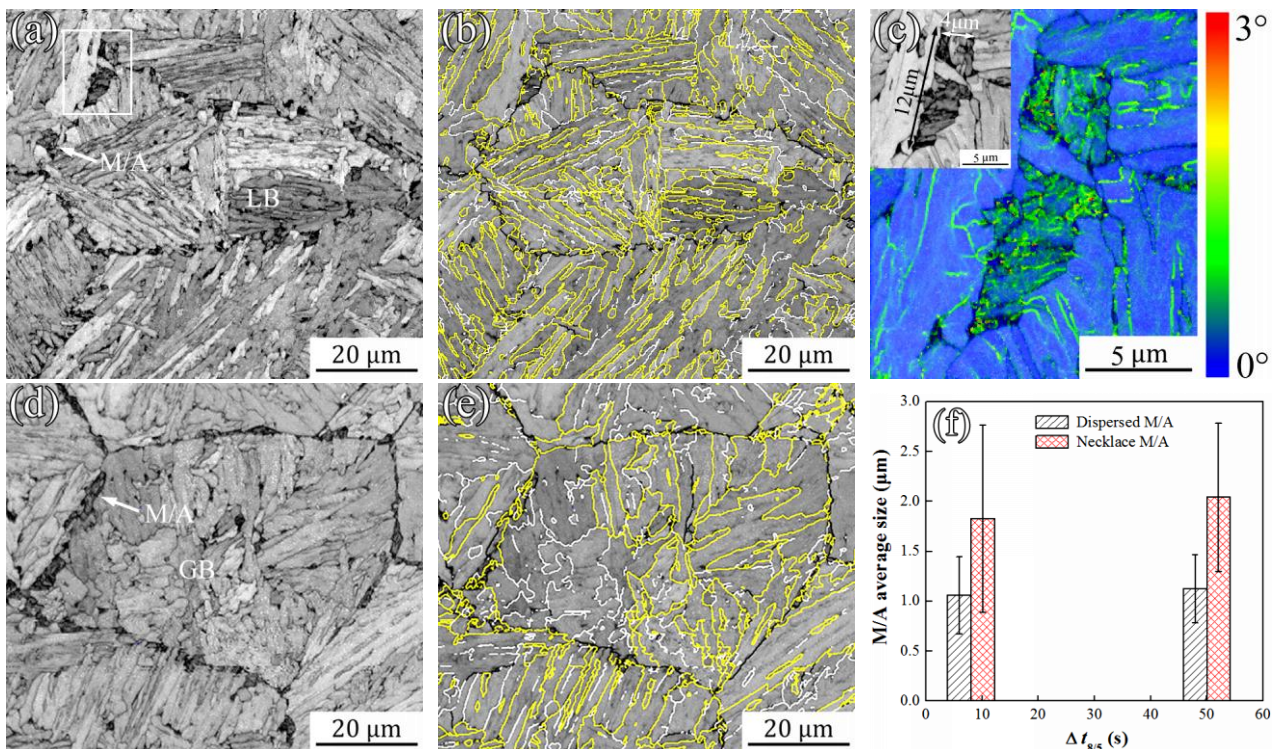 (a)
M/A
LB
20 μm
(b)
20 μm
(c)
4μm
12μm
5 μm
5 μm
3°
0°
(d)
M/A
GB
20 μm
(e)
20 μm
(f)
Dispersed M/A
Necklace M/A
M/A average size (μm)
3.0
2.5
2.0
1.5
1.0
0.5
0.0
0 10 20 30 40 50 60
Δ t8/5 (s)